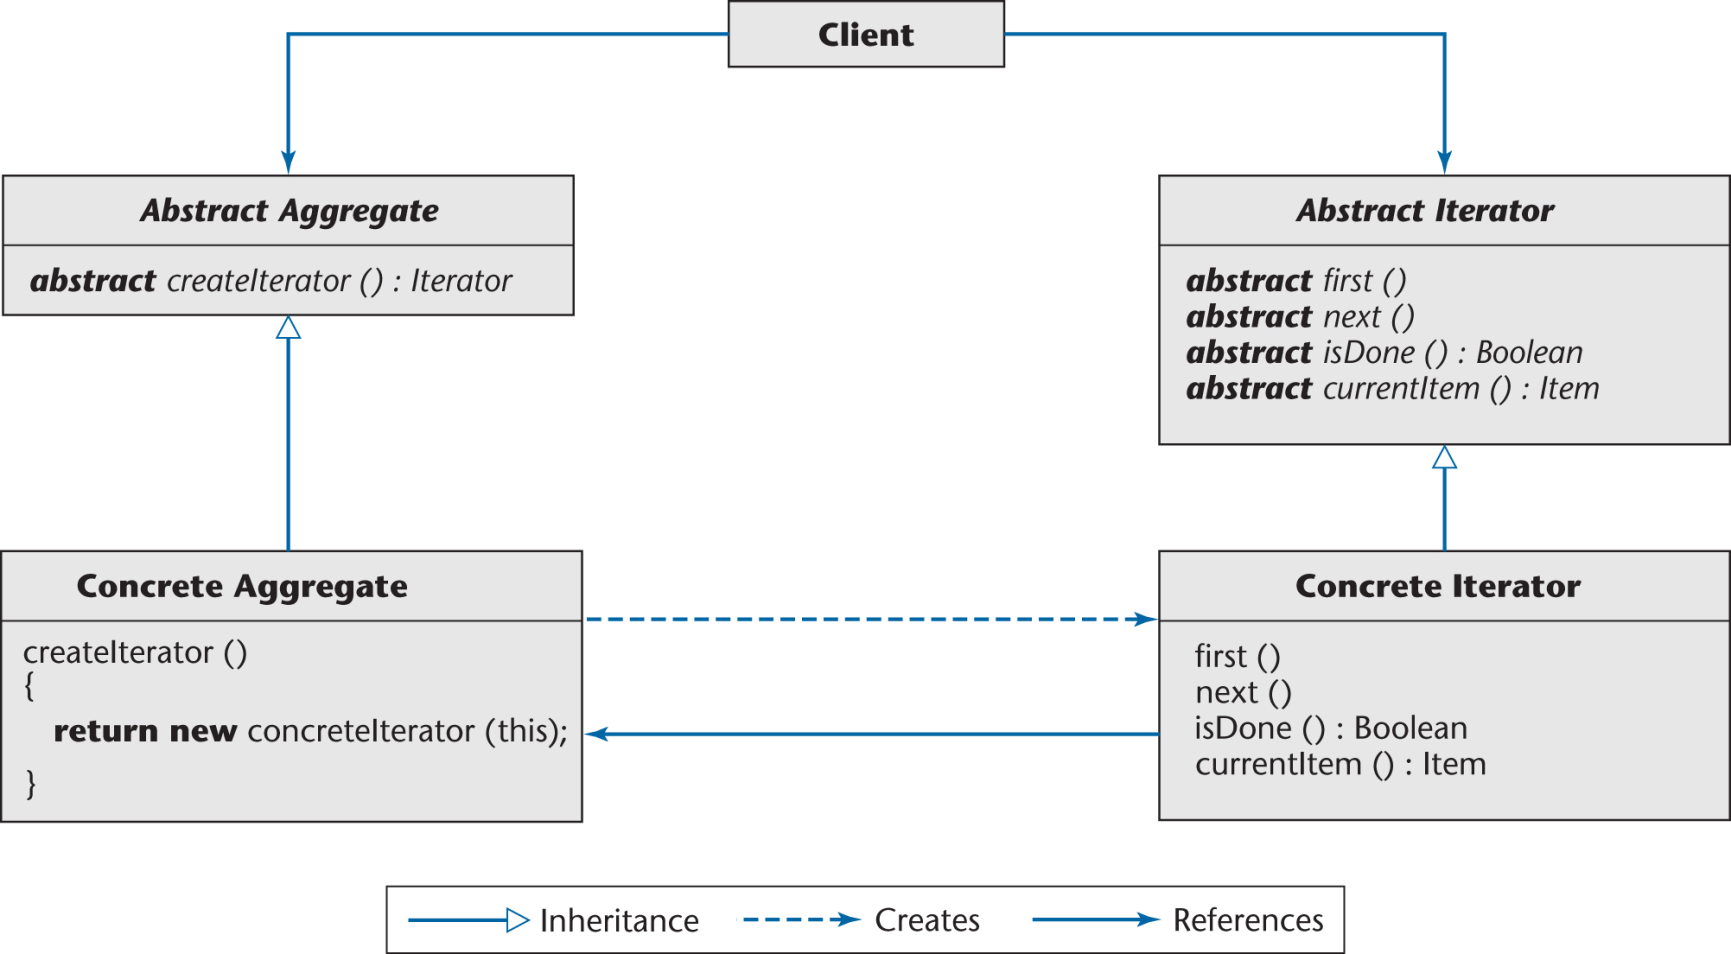 Client
Abstract Aggregate
abstract createIterator () : Iterator
Abstract Iterator
abstract first ()
abstract next ()
abstract isDone () : Boolean
abstract currentItem () : Item
Concrete Aggregate
createIterator ()
{
return new concreteIterator (this);
}
Concrete Iterator
first ()
next ()
isDone () : Boolean
currentItem () : Item
Inheritance
Creates
References